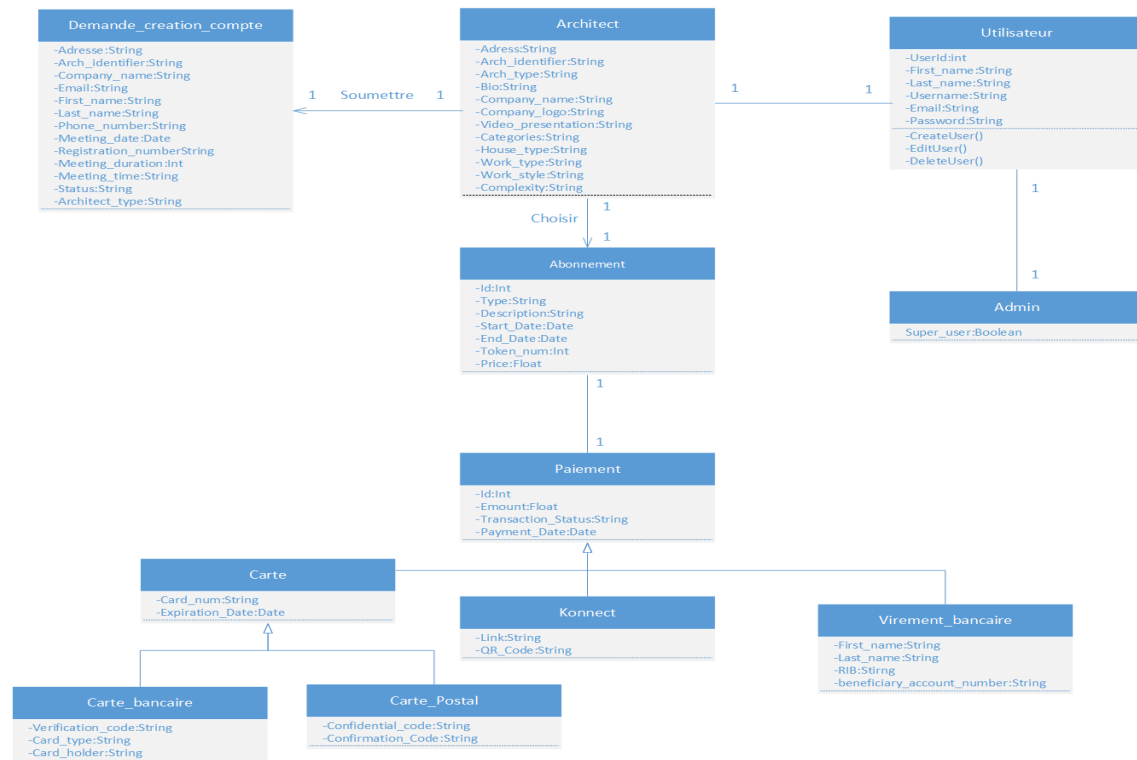 Demande_creation_compte
-Adresse:String
-Arch_identifier:String
-Company_name:String
-Email:String
-First_name:String
-Last_name:String
-Phone_number:String
-Meeting_date:Date
-Registration_numberString
-Meeting_duration:Int
-Meeting_time:String
-Status:String
-Architect_type:String
1 Soumettre 1
Architect
-Adress:String
-Arch_identifier:String
-Arch_type:String
-Bio:String
-Company_name:String
-Company_logo:String
-Video_presentation:String
-Categories:String
-House_type:String
-Work_type:String
-Work_style:String
-Complexity:String
1 1
Utilisateur
-UserId:int
-First_name:String
-Last_name:String
-Username:String
-Email:String
-Password:String
-CreateUser()
-EditUser()
-DeleteUser()
1
1
Admin
Super_user:Boolean
1
Choisir
1
Abonnement
-Id:Int
-Type:String
-Description:String
-Start_Date:Date
-End_Date:Date
-Token_num:Int
-Price:Float
1
1
Paiement
-Id:Int
-Emount:Float
-Transaction_Status:String
-Payment_Date:Date
Carte
-Card_num:String
-Expiration_Date:Date
Konnect
-Link:String
-QR_Code:String
Virement_bancaire
-First_name:String
-Last_name:String
-RIB:Stirng
-beneficiary_account_number:String
Carte_bancaire
-Verification_code:String
-Card_type:String
-Card_holder:String
Carte_Postal
-Confidential_code:String
-Confirmation_Code:String